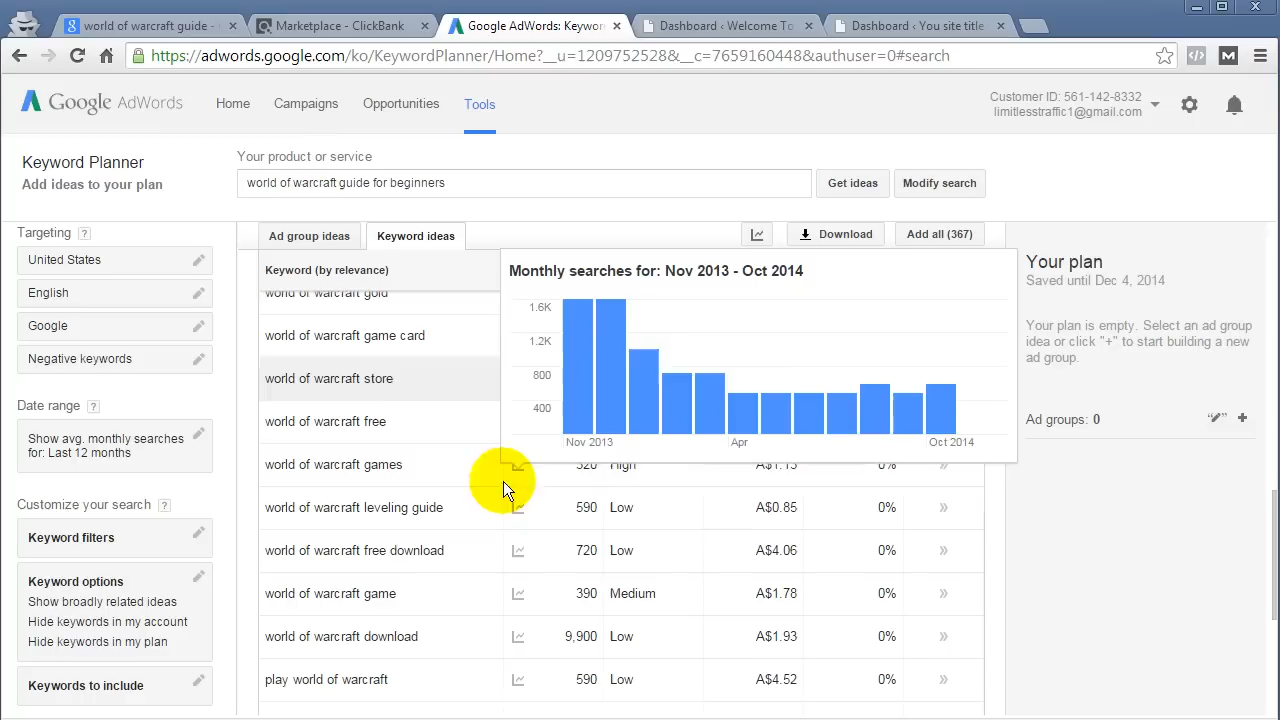 world of warcraft guide -
Marketplace - ClickBank
Google AdWords: Keywor
Dashboard ‹ Welcome To
Dashboard ‹ You site title
https://adwords.google.com/ko/KeywordPlanner/Home?__u=1209752528&__c=7659160448&authuser=0#search
Google AdWords
Home
Campaigns
Opportunities
Tools
Customer ID: 561-142-8332
limitlesstraffic1@gmail.com
Keyword Planner
Add ideas to your plan
Your product or service
world of warcraft guide for beginners
Get ideas
Modify search
Targeting ?
United States
English
Google
Negative keywords
Date range ?
Show avg. monthly searches
for: Last 12 months
Customize your search ?
Keyword filters
Keyword options
Show broadly related ideas
Hide keywords in my account
Hide keywords in my plan
Keywords to include
Ad group ideas
Keyword ideas
Download
Add all (367)
Keyword (by relevance)
world of warcraft gold
world of warcraft game card
world of warcraft store
world of warcraft free
world of warcraft games 320 High A$1.13 0% »
world of warcraft leveling guide 590 Low A$0.85 0% »
world of warcraft free download 720 Low A$4.06 0% »
world of warcraft game 390 Medium A$1.78 0% »
world of warcraft download 9,900 Low A$1.93 0% »
play world of warcraft 590 Low A$4.52 0% »
Monthly searches for: Nov 2013 - Oct 2014
1.6K
1.2K
800
400
Nov 2013 Apr Oct 2014
Your plan
Saved until Dec 4, 2014
Your plan is empty. Select an ad group
idea or click "+" to start building a new
ad group.
Ad groups: 0